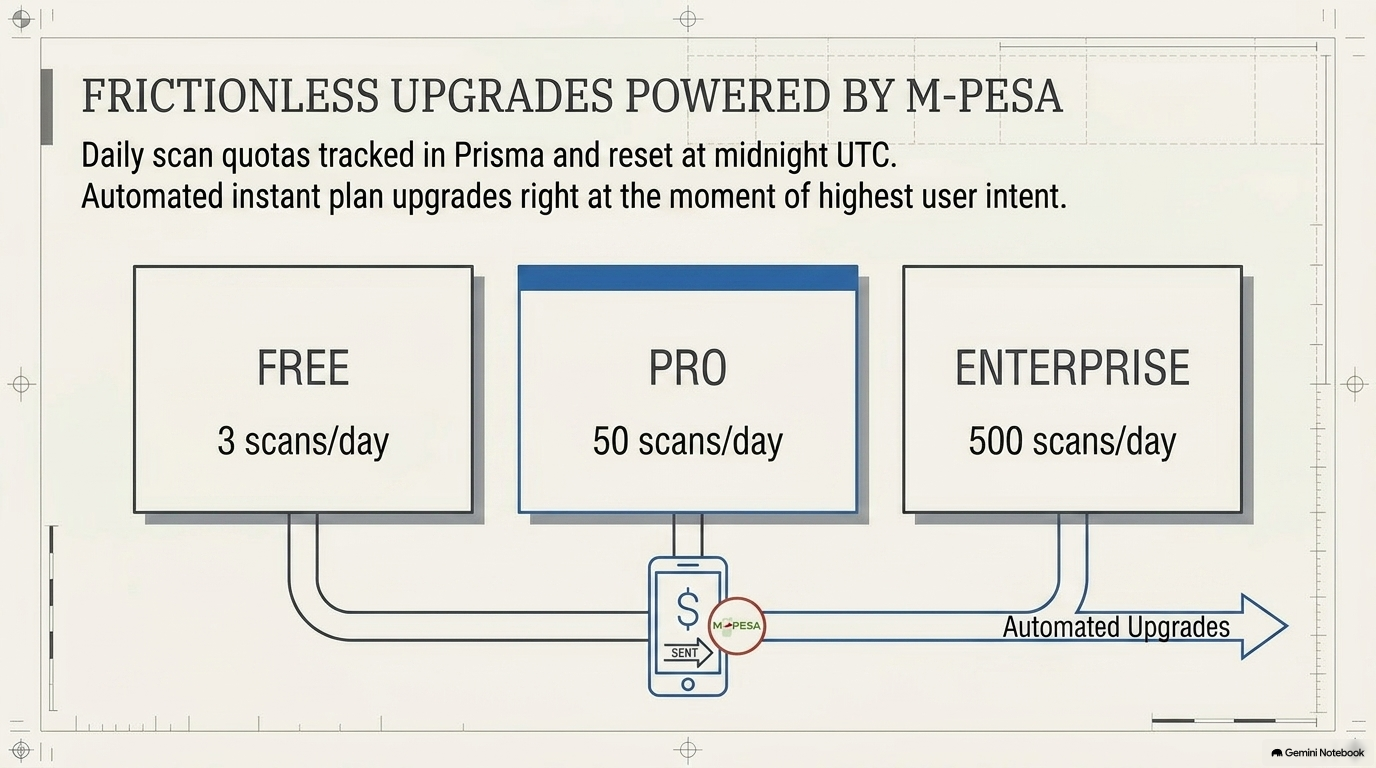 FRICTIONLESS UPGRADES POWERED BY M-PESA
Daily scan quotas tracked in Prisma and reset at midnight UTC.
Automated instant plan upgrades right at the moment of highest user intent.
FREE
3 scans/day
PRO
50 scans/day
ENTERPRISE
500 scans/day
$
SENT
M-PESA
Automated Upgrades
Gemini Notebook